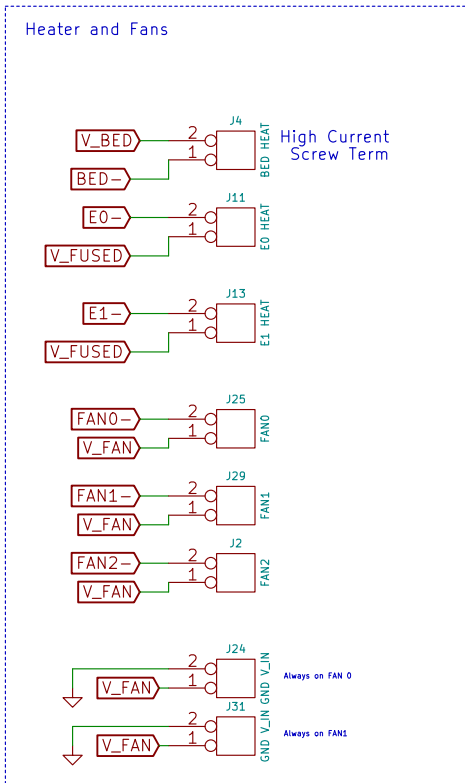 Heater and Fans
J4
V_BED 2
1
BED-
BED HEAT
High Current
Screw Term
J11
E0- 2
1
V_FUSED
E0 HEAT
J13
E1- 2
1
V_FUSED
E1 HEAT
J25
FAN0- 2
1
V_FAN
FAN0
J29
FAN1- 2
1
V_FAN
FAN1
J2
FAN2- 2
1
V_FAN
FAN2
J24
2
V_FAN 1
GND V_IN
Always on FAN 0
J31
2
V_FAN 1
GND V_IN
Always on FAN1